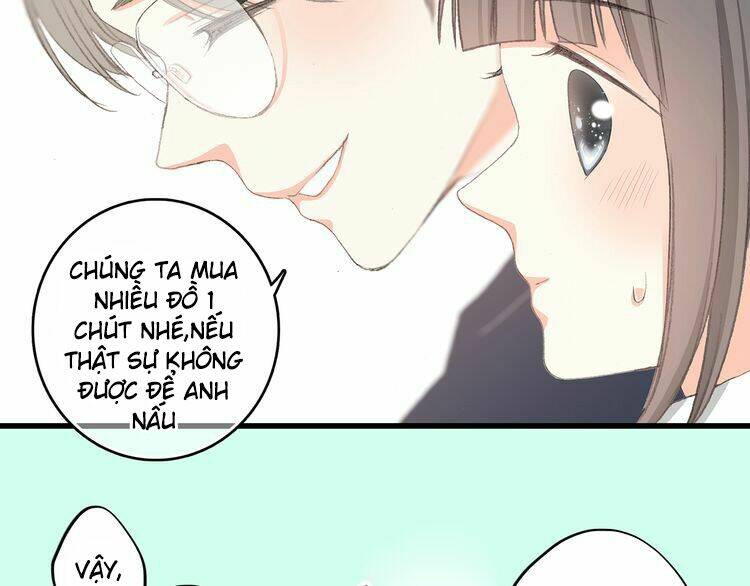 CHÚNG TA MUA
NHIỀU ĐỒ 1
CHÚT NHÉ,NẾU
THẬT SỰ KHÔNG
ĐƯỢC ĐỂ ANH
NẤU
VẬY,